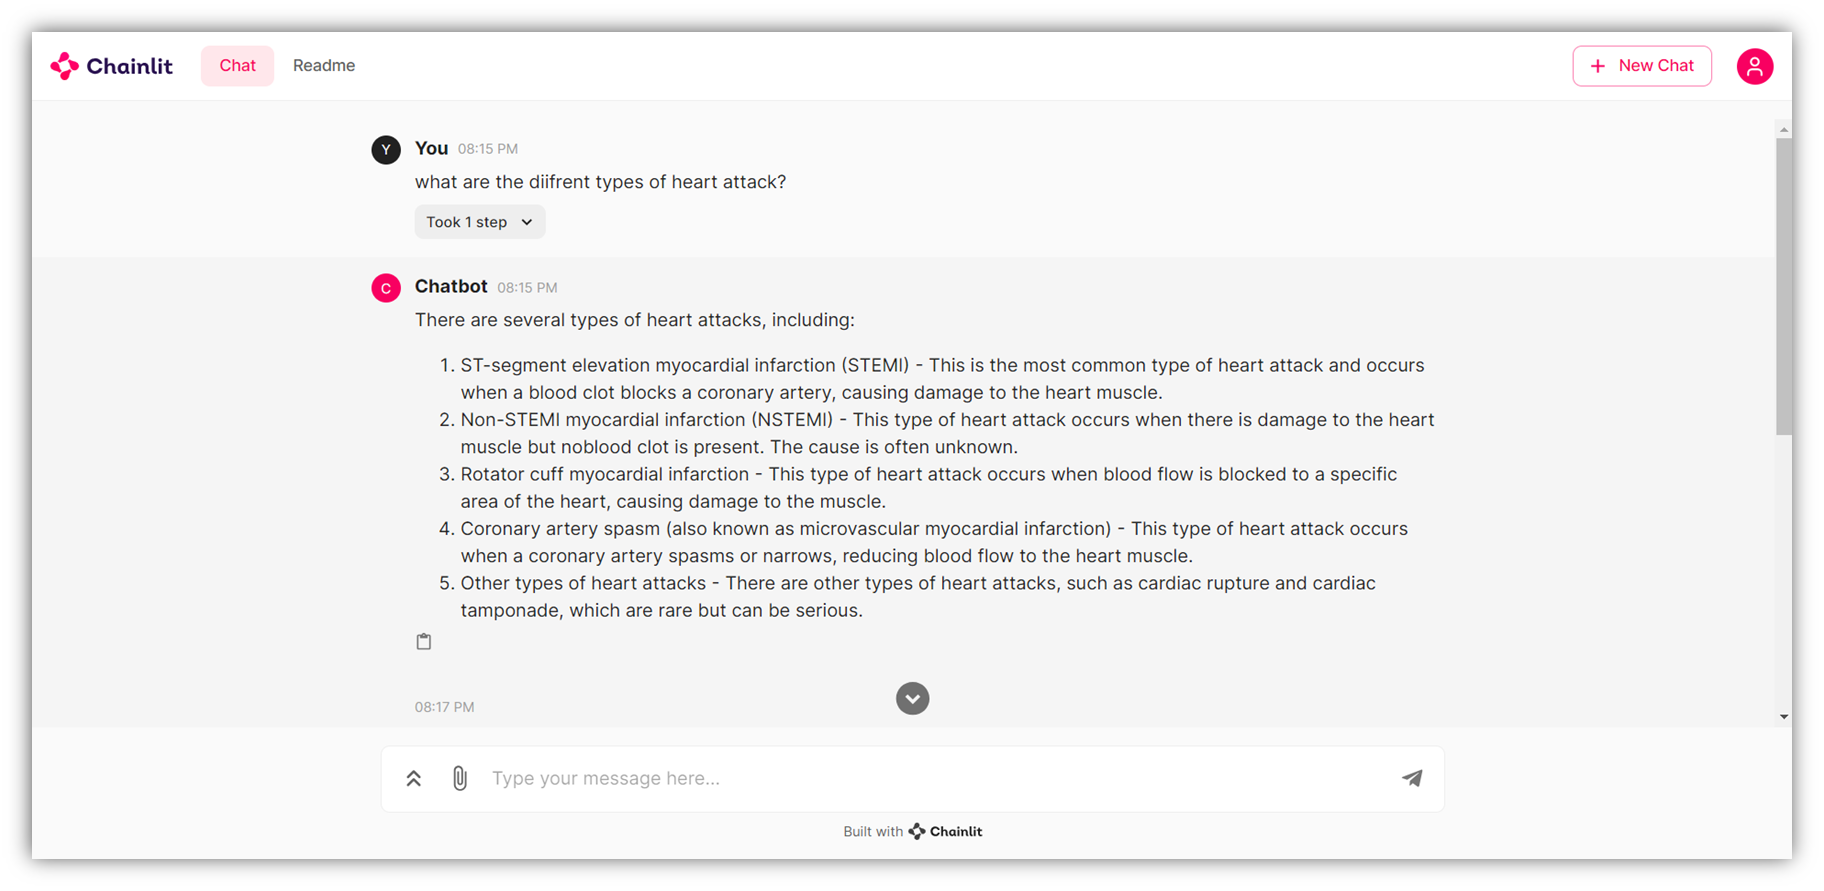 Chainlit Chat Readme + New Chat
Y You 08:15 PM
what are the diifrent types of heart attack?
Took 1 step
C Chatbot 08:15 PM
There are several types of heart attacks, including:
1. ST-segment elevation myocardial infarction (STEMI) - This is the most common type of heart attack and occurs
when a blood clot blocks a coronary artery, causing damage to the heart muscle.
2. Non-STEMI myocardial infarction (NSTEMI) - This type of heart attack occurs when there is damage to the heart
muscle but noblood clot is present. The cause is often unknown.
3. Rotator cuff myocardial infarction - This type of heart attack occurs when blood flow is blocked to a specific
area of the heart, causing damage to the muscle.
4. Coronary artery spasm (also known as microvascular myocardial infarction) - This type of heart attack occurs
when a coronary artery spasms or narrows, reducing blood flow to the heart muscle.
5. Other types of heart attacks - There are other types of heart attacks, such as cardiac rupture and cardiac
tamponade, which are rare but can be serious.
08:17 PM
Type your message here...
Built with Chainlit